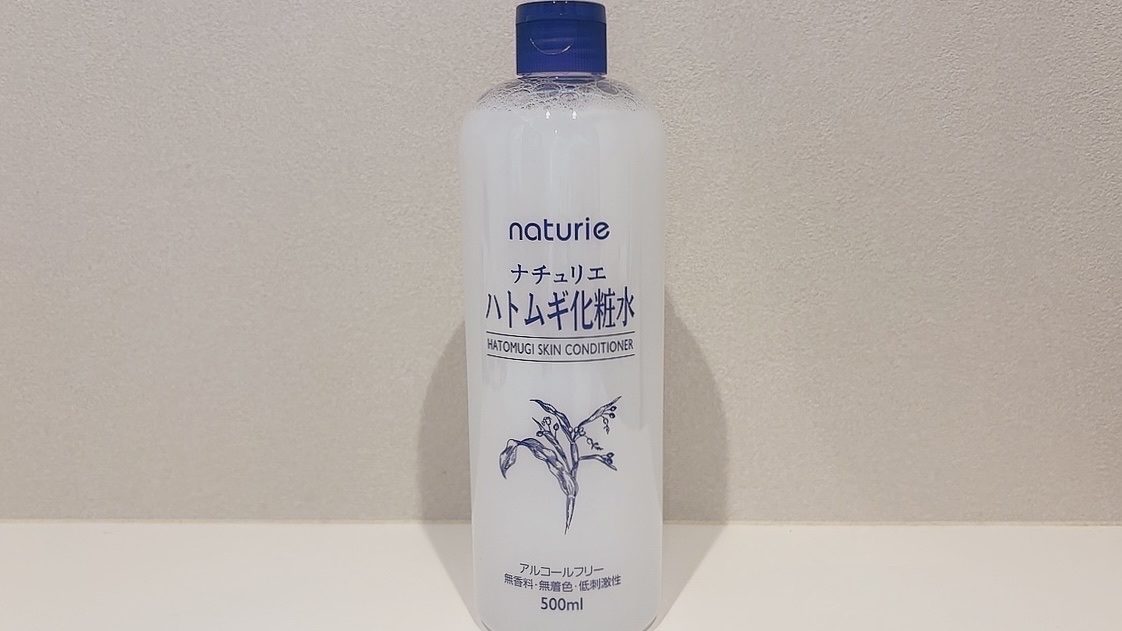 naturie
ナチュリエ
ハトムギ化粧水
HATOMUGI SKIN CONDITIONER
アルコールフリー
無香料・無着色・低刺激性
500ml